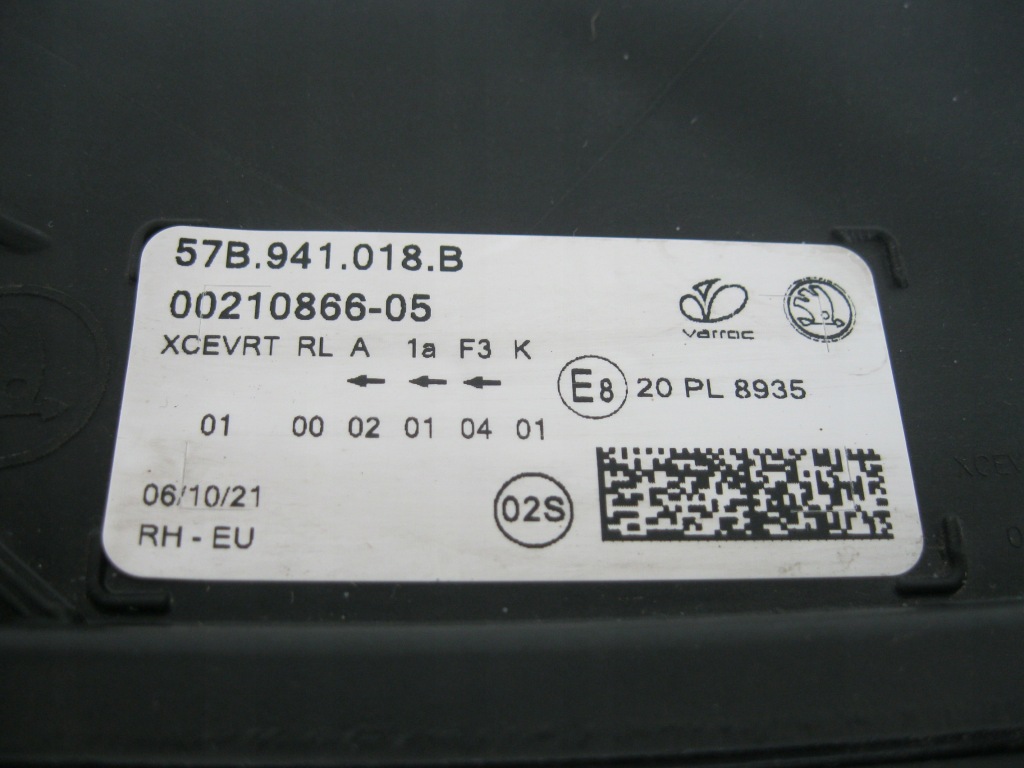 57B.941.018.B
00210866-05
varroc
XCEVRT RL A 1a F3 K
E8 20 PL 8935
01 00 02 01 04 01
06/10/21
02S
RH - EU